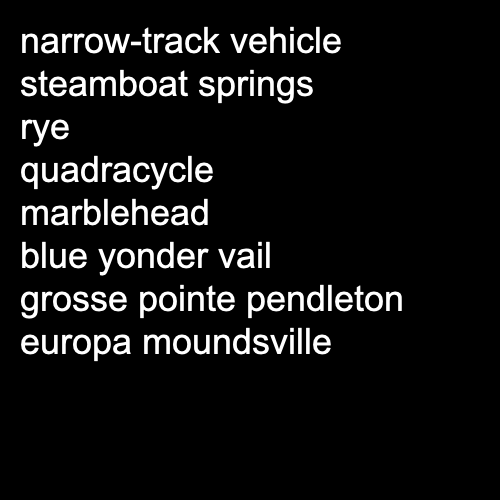 narrow-track vehicle
steamboat springs
rye
quadracycle
marblehead
blue yonder vail
grosse pointe pendleton
europa moundsville